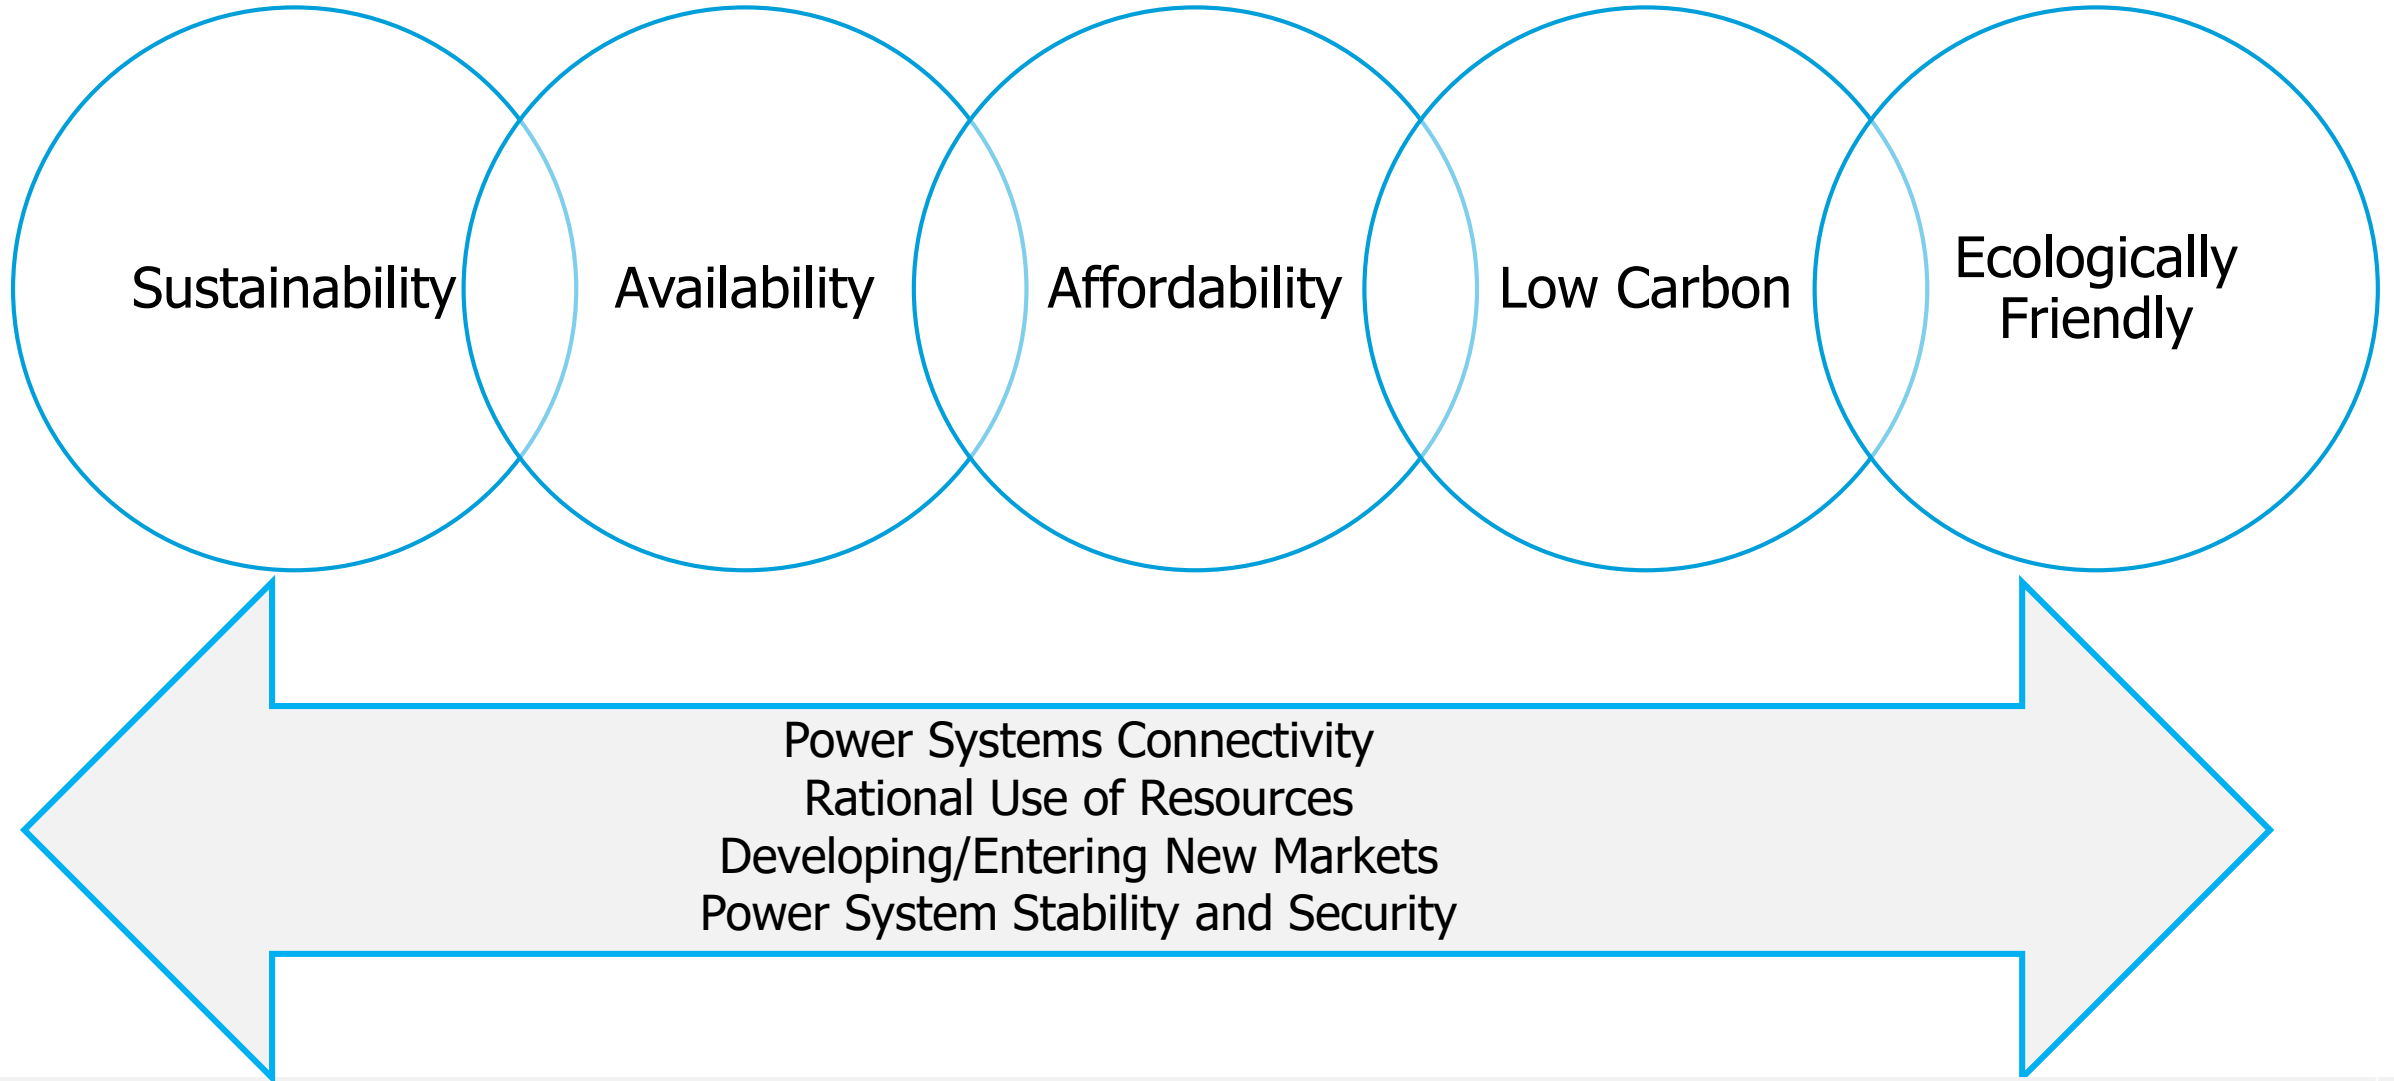 Sustainability
Availability
Affordability
Low Carbon
Ecologically
Friendly
Power Systems Connectivity
Rational Use of Resources
Developing/Entering New Markets
Power System Stability and Security